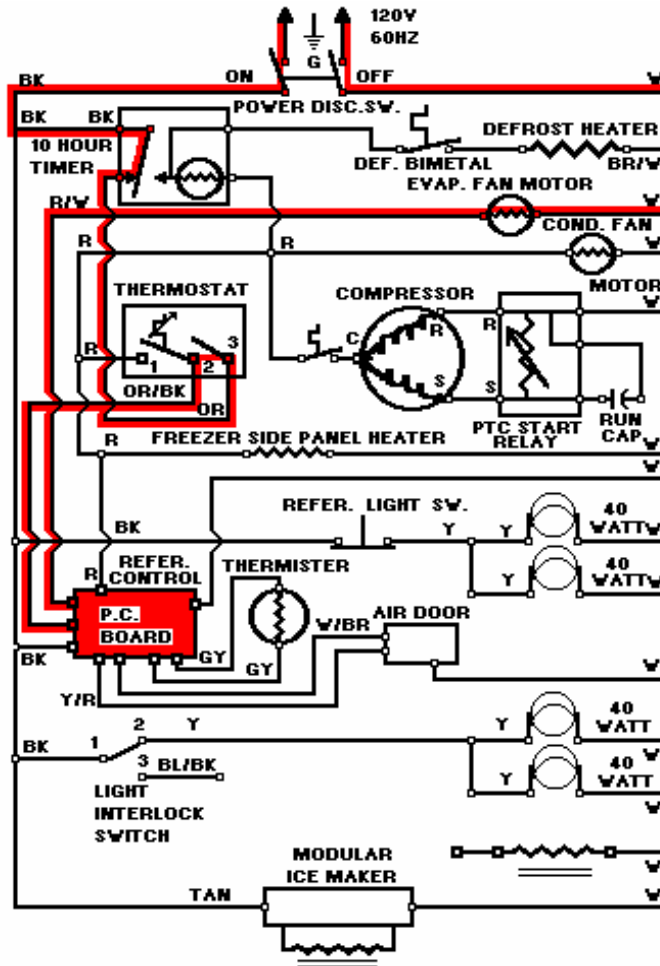 120V
60HZ
G
BK
ON
OFF
W
POWER DISC.SW.
BK
BK
10 HOUR
TIMER
DEFROST HEATER
DEF. BIMETAL
BR/W
EVAP. FAN MOTOR
R/W
COND. FAN
W
R
R
W
MOTOR
THERMOSTAT
COMPRESSOR
3
R
1
2
C
R
S
R
S
W
OR/BK
OR
PTC START
RELAY
RUN
CAP
R
FREEZER SIDE PANEL HEATER
W
W
REFER. LIGHT SW.
BK
Y
Y
40
WATT
W
REFER.
CONTROL
R
THERMISTER
Y
40
WATT
W
P.C.
BOARD
W/BR
AIR DOOR
GY
GY
BK
Y/R
W
2
Y
Y
40
WATT
BK
1
W
3
BL/BK
Y
40
WATT
W
LIGHT
INTERLOCK
SWITCH
MODULAR
ICE MAKER
W
TAN
W